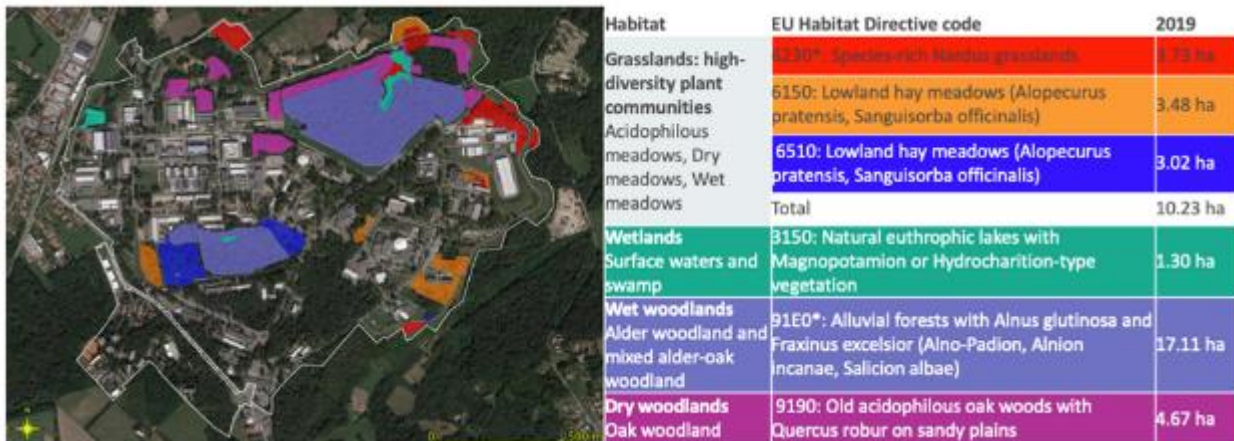 Habitat EU Habitat Directive code 2019
Grasslands: high-
diversity plant
communities
Acidophilous
meadows, Dry
meadows, Wet
meadows
6230*: Species-rich Nardus grasslands 3.73 ha
6150: Lowland hay meadows (Alopecurus
pratensis, Sanguisorba officinalis)
3.48 ha
6510: Lowland hay meadows (Alopecurus
pratensis, Sanguisorba officinalis)
3.02 ha
Total 10.23 ha
Wetlands
Surface waters and
swamp
3150: Natural euthrophic lakes with
Magnopotamion or Hydrocharition-type
vegetation
1.30 ha
Wet woodlands
Alder woodland and
mixed alder-oak
woodland
91E0*: Alluvial forests with Alnus glutinosa and
Fraxinus excelsior (Alno-Padion, Alnion
incanae, Salicion albae)
17.11 ha
Dry woodlands
Oak woodland
9190: Old acidophilous oak woods with
Quercus robur on sandy plains
4.67 ha
0 500 m